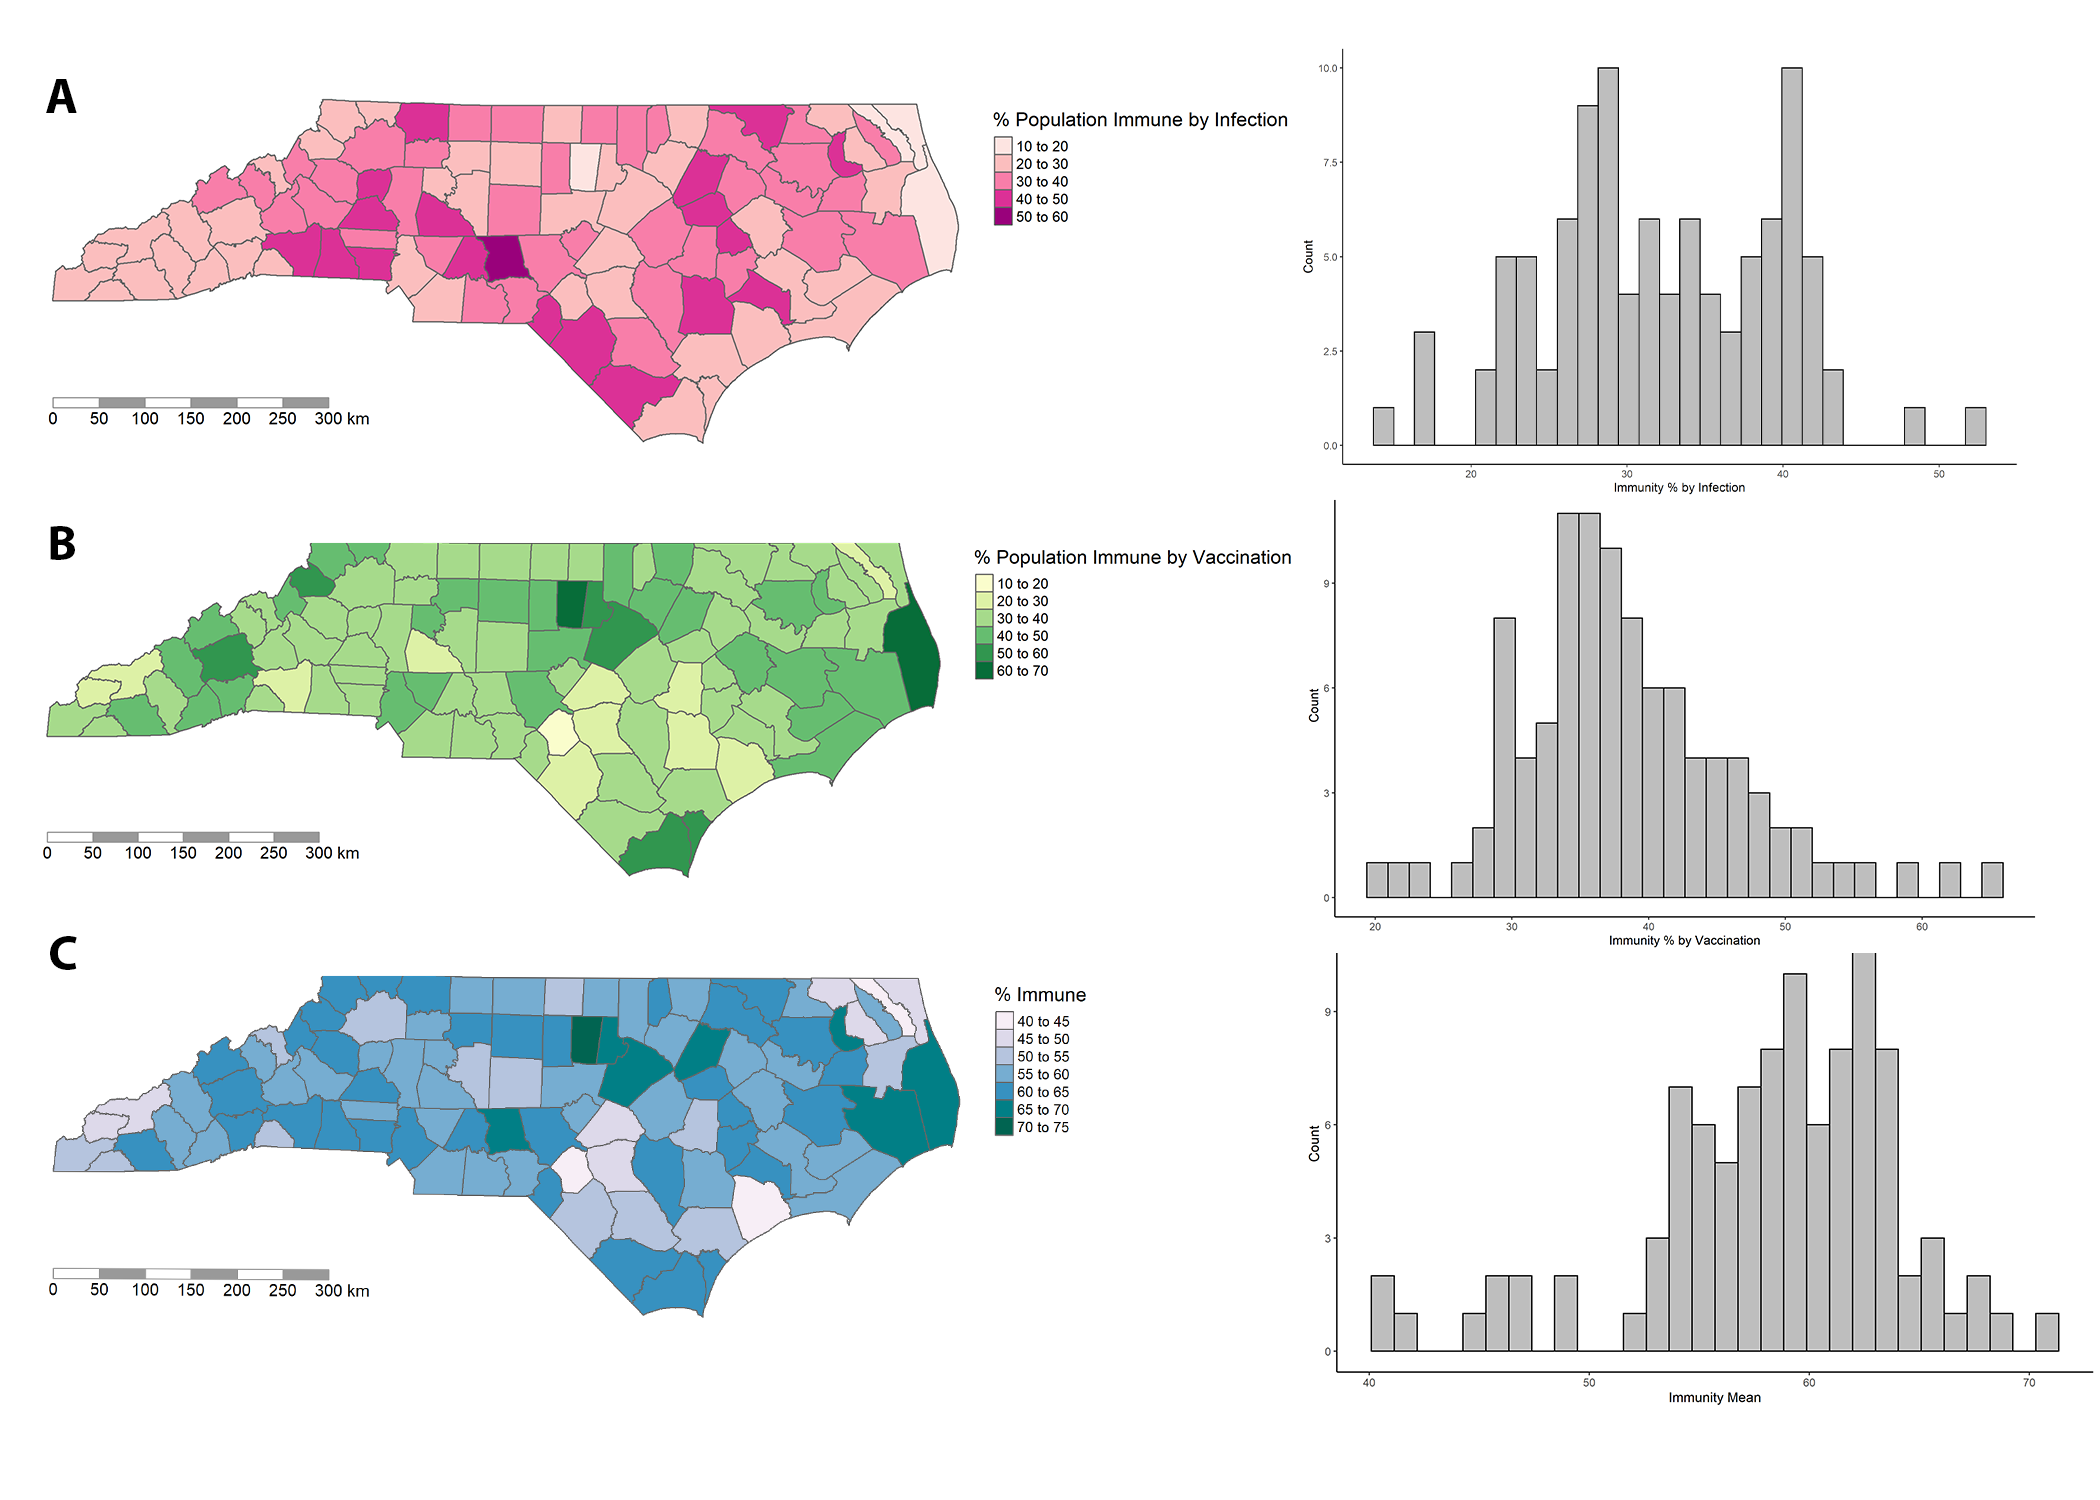 A
% Population Immune by Infection
10 to 20
20 to 30
30 to 40
40 to 50
50 to 60
0 50 100 150 200 250 300 km
10.0
7.5
5.0
2.5
0.0
Count
20 30 40 50
Immunity % by Infection
B
% Population Immune by Vaccination
10 to 20
20 to 30
30 to 40
40 to 50
50 to 60
60 to 70
0 50 100 150 200 250 300 km
9
6
3
0
Count
20 30 40 50 60
Immunity % by Vaccination
C
% Immune
40 to 45
45 to 50
50 to 55
55 to 60
60 to 65
65 to 70
70 to 75
0 50 100 150 200 250 300 km
9
6
3
0
Count
40 50 60 70
Immunity Mean